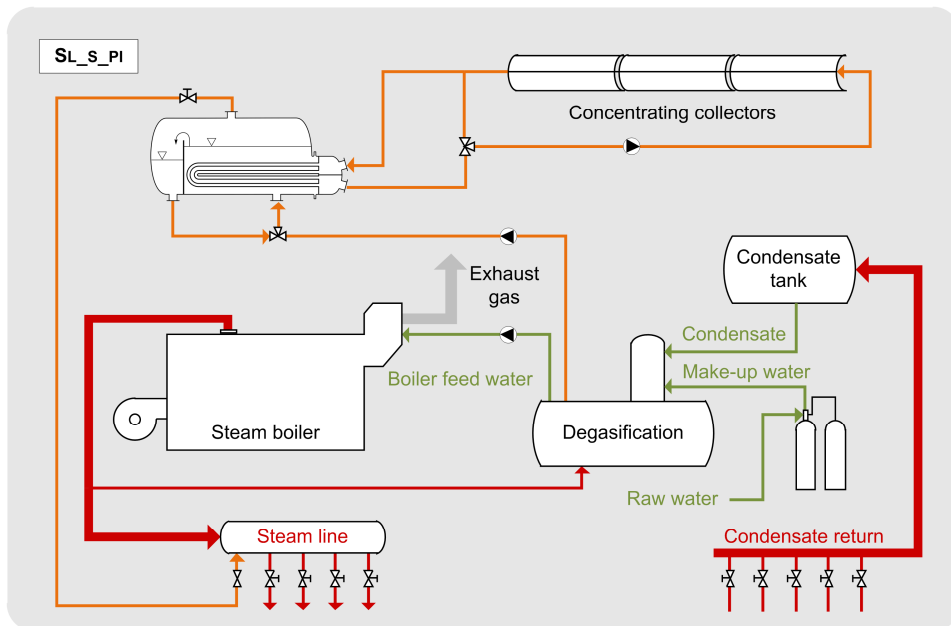 SL_S_PI
Concentrating collectors
Condensate
tank
Exhaust
gas
Condensate
Make-up water
Boiler feed water
Steam boiler
Degasification
Raw water
Steam line
Condensate return